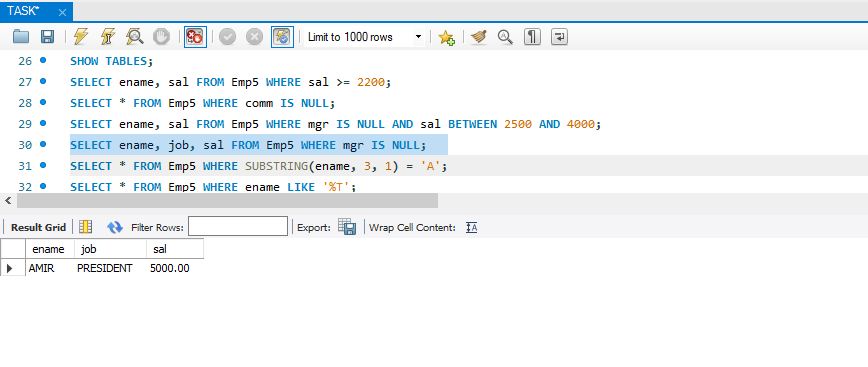 TASK*
Limit to 1000 rows
26 SHOW TABLES;
27 SELECT ename, sal FROM Emp5 WHERE sal >= 2200;
28 SELECT * FROM Emp5 WHERE comm IS NULL;
29 SELECT ename, sal FROM Emp5 WHERE mgr IS NULL AND sal BETWEEN 2500 AND 4000;
30 SELECT ename, job, sal FROM Emp5 WHERE mgr IS NULL;
31 SELECT * FROM Emp5 WHERE SUBSTRING(ename, 3, 1) = 'A';
32 SELECT * FROM Emp5 WHERE ename LIKE '%T';
Result Grid Filter Rows: Export: Wrap Cell Content: IA
ename job sal
AMIR PRESIDENT 5000.00